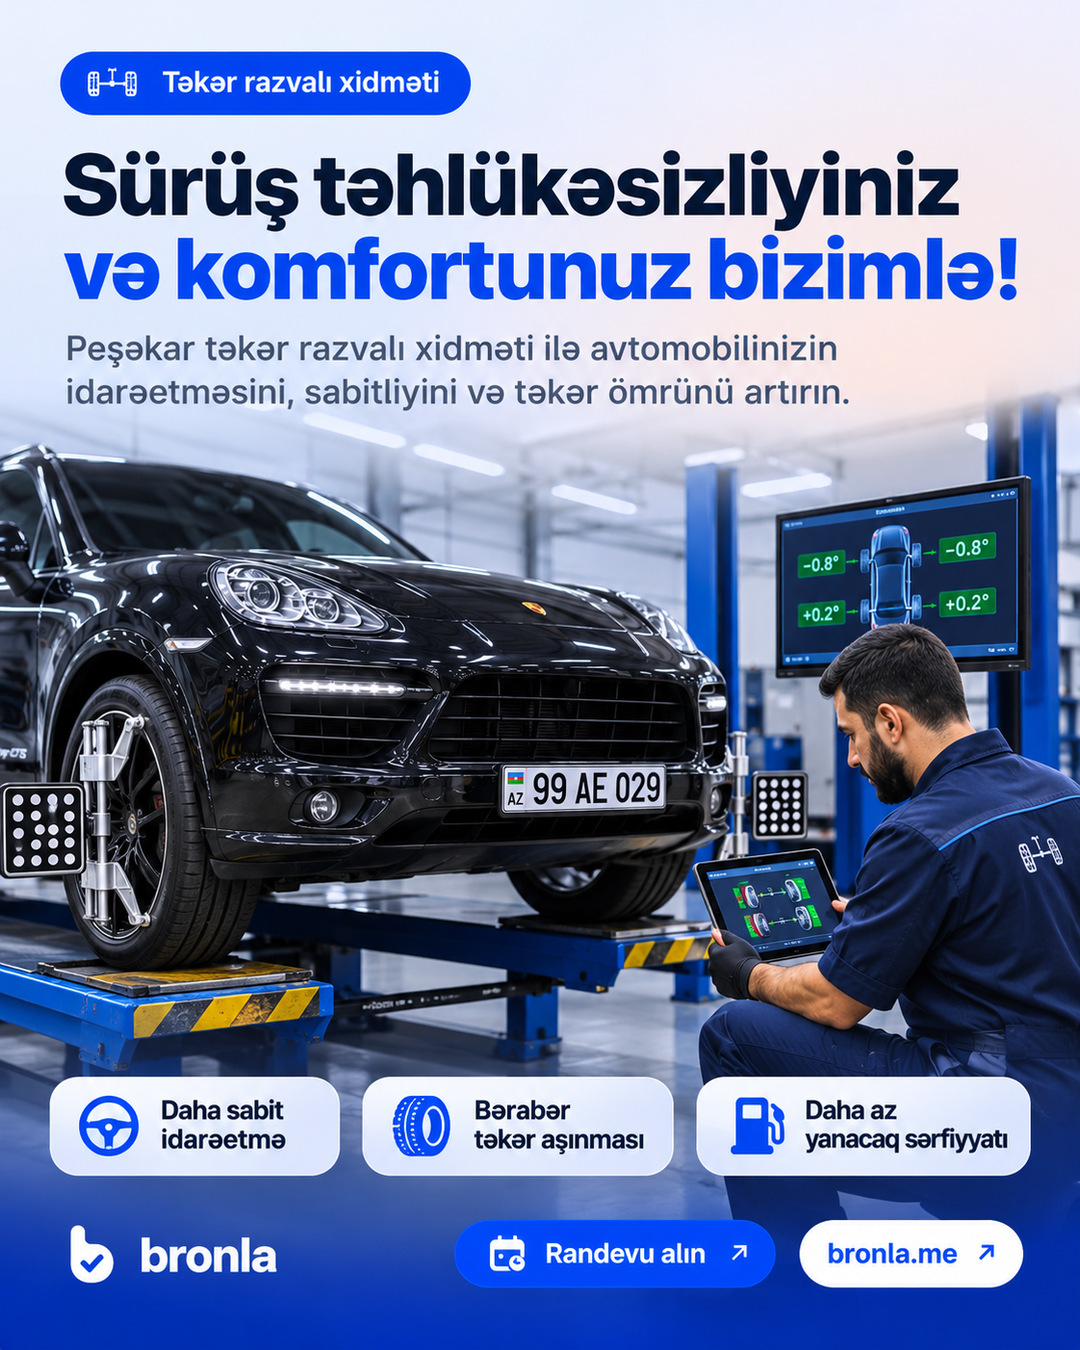 Təkər razvalı xidməti
Sürüş təhlükəsizliyiniz
və komfortunuz bizimlə!
Peşəkar təkər razvalı xidməti ilə avtomobilinizin
idarəetməsini, sabitliyini və təkər ömrünü artırın.
-0.8°
-0.8°
+0.2°
+0.2°
AZ 99 AE 029
Daha sabit
idarəetmə
Bərabər
təkər aşınması
Daha az
yanacaq sərfiyyatı
bronla
Randevu alın
bronla.me